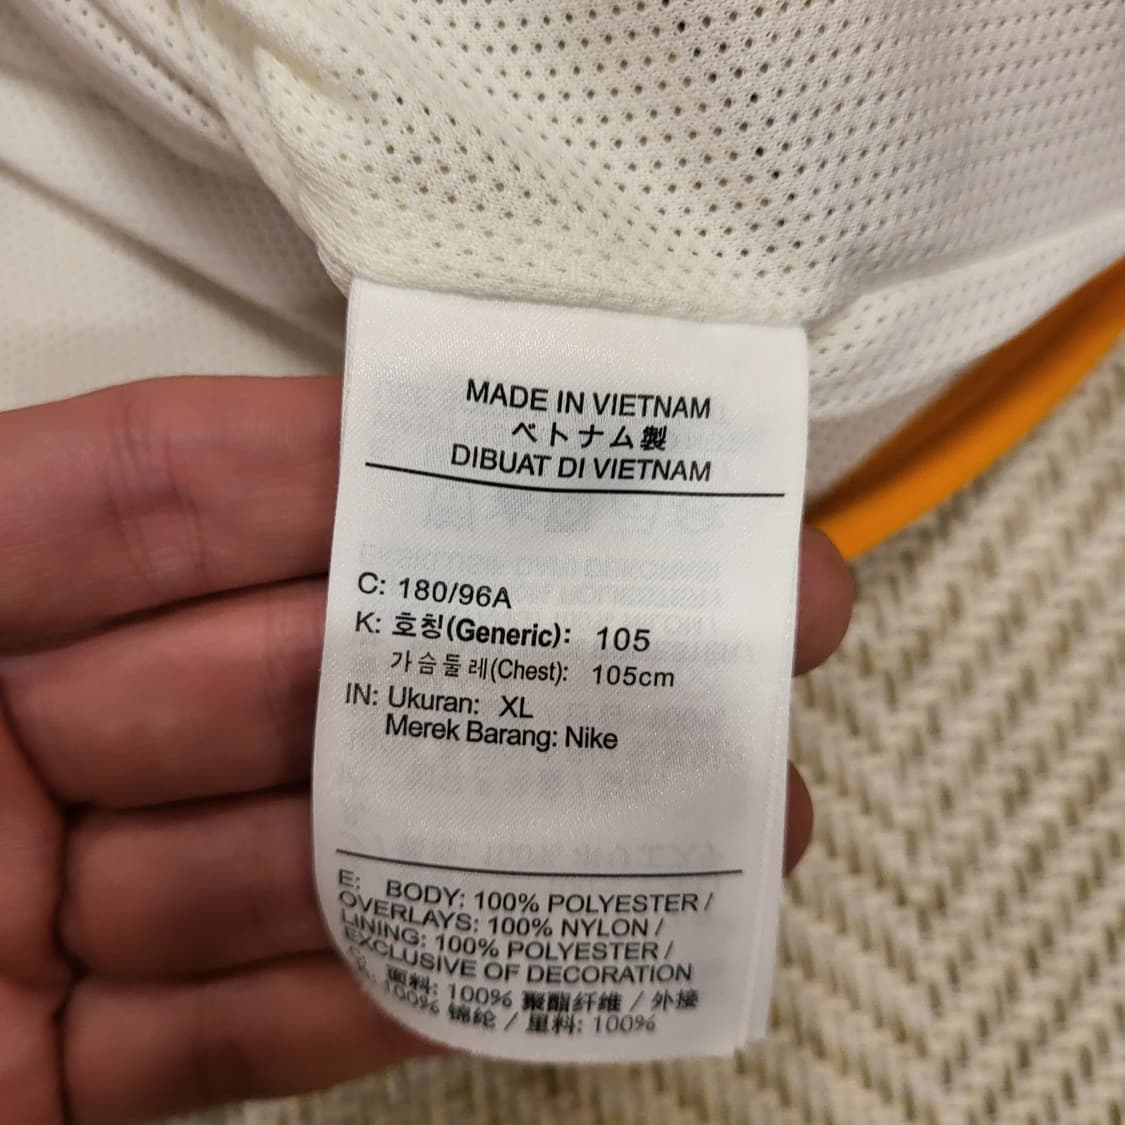 MADE IN VIETNAM
ベトナム製
DIBUAT DI VIETNAM
C: 180/96A
K: 호칭(Generic): 105
가슴둘레(Chest): 105cm
IN: Ukuran: XL
Merek Barang: Nike
E: BODY: 100% POLYESTER /
OVERLAYS: 100% NYLON /
LINING: 100% POLYESTER /
EXCLUSIVE OF DECORATION
面料: 100% 聚酯纤维 / 外接
100% 锦纶 / 里料: 100%